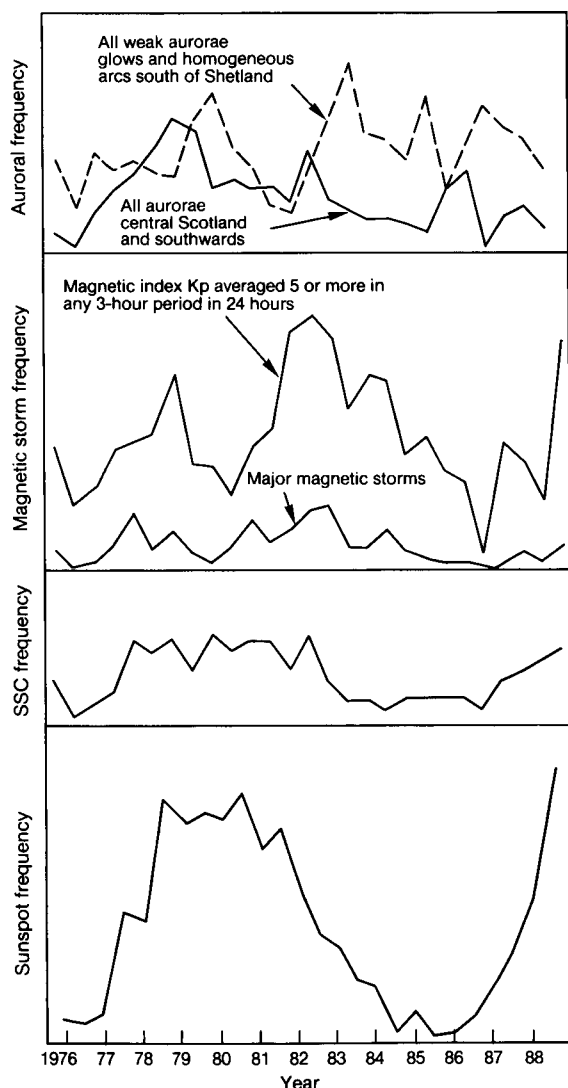 Auroral frequency
All weak aurorae
glows and homogeneous
arcs south of Shetland
All aurorae
central Scotland
and southwards
Magnetic storm frequency
Magnetic index Kp averaged 5 or more in
any 3-hour period in 24 hours
Major magnetic storms
SSC frequency
Sunspot frequency
1976 77 78 79 80 81 82 83 84 85 86 87 88
Year